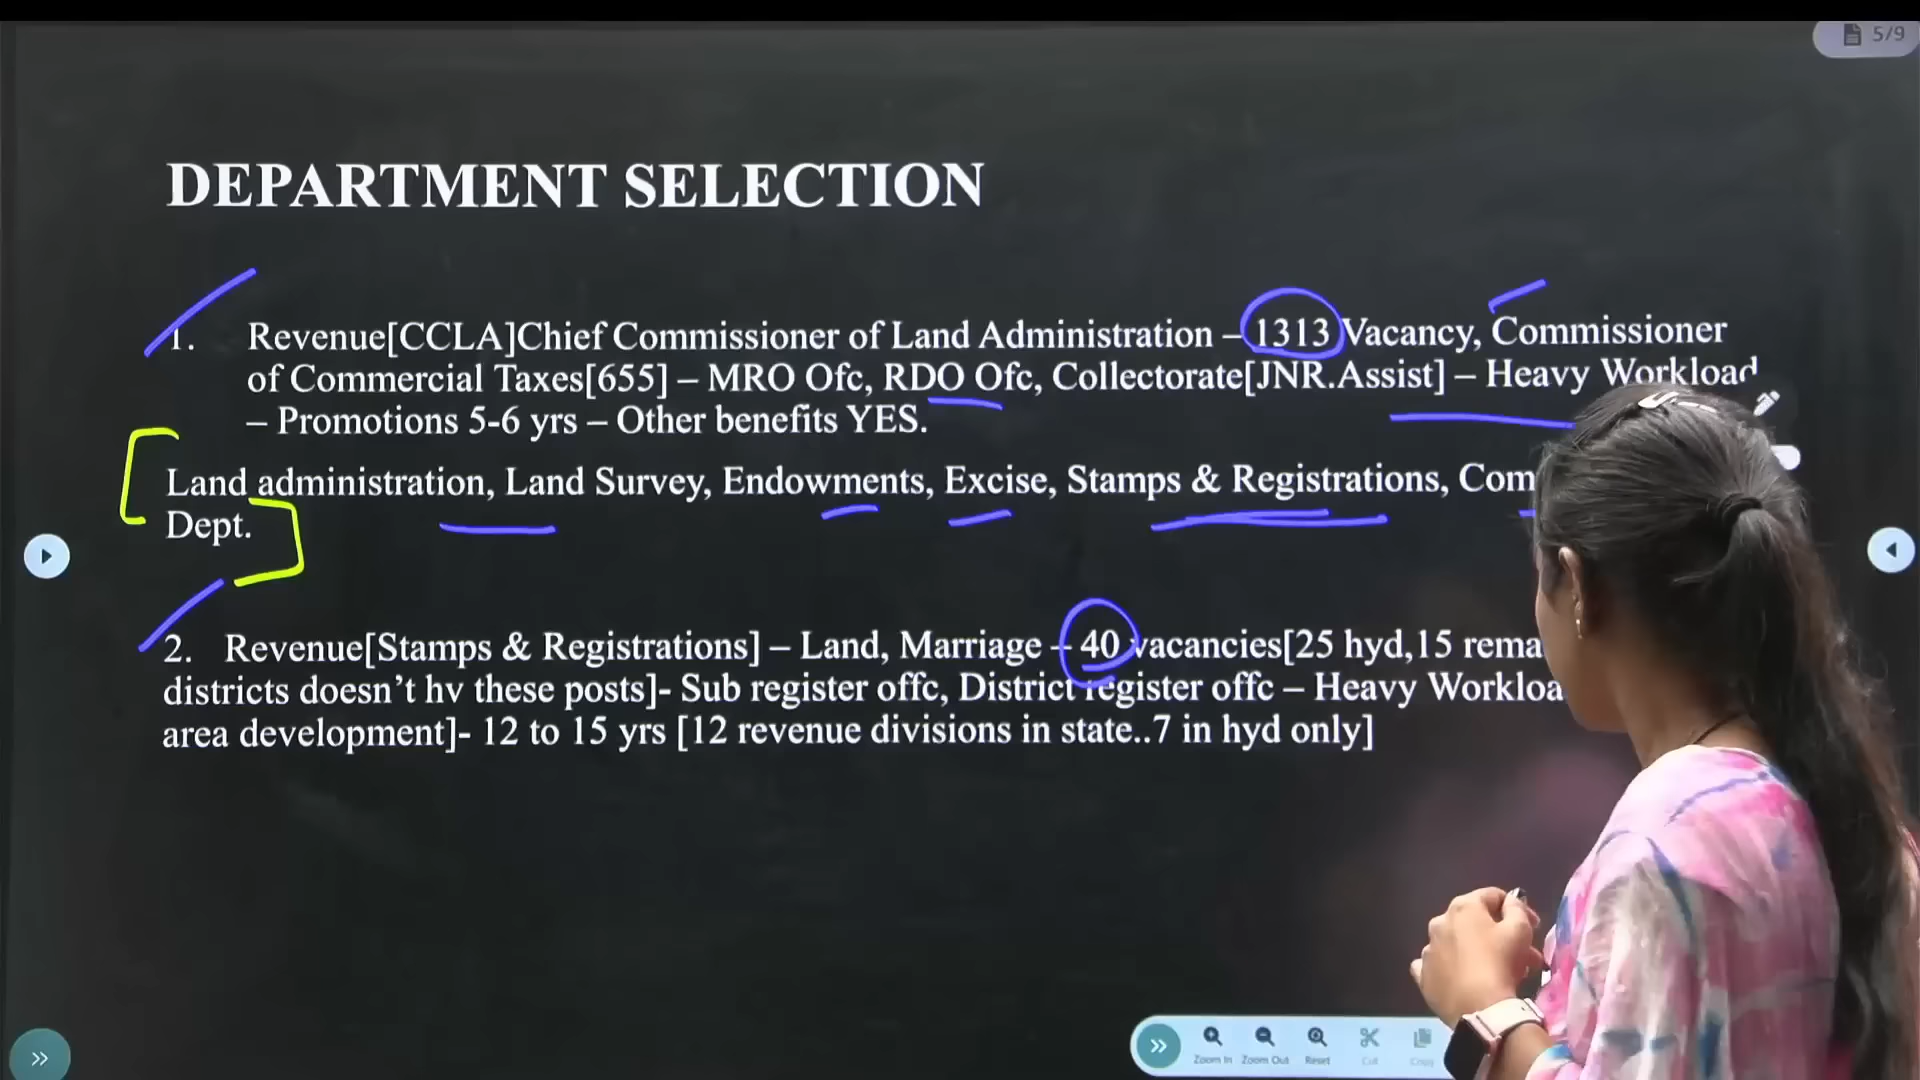 5/9
DEPARTMENT SELECTION
1. Revenue[CCLA]Chief Commissioner of Land Administration – 1313 Vacancy, Commissioner
of Commercial Taxes[655] – MRO Ofc, RDO Ofc, Collectorate[JNR.Assist] – Heavy Workload
– Promotions 5-6 yrs – Other benefits YES.
Land administration, Land Survey, Endowments, Excise, Stamps & Registrations, Com
Dept.
2. Revenue[Stamps & Registrations] – Land, Marriage – 40 vacancies[25 hyd,15 rema
districts doesn’t hv these posts]- Sub register offc, District register offc – Heavy Workloa
area development]- 12 to 15 yrs [12 revenue divisions in state..7 in hyd only]
Zoom In Zoom Out Reset Cut Copy